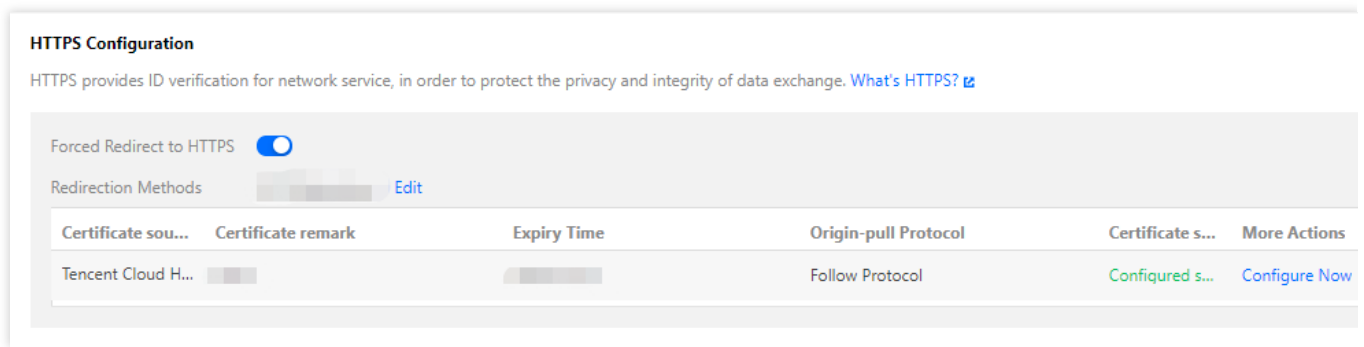 HTTPS Configuration
HTTPS provides ID verification for network service, in order to protect the privacy and integrity of data exchange. What's HTTPS?
Forced Redirect to HTTPS
Redirection Methods Edit
Certificate sou... Certificate remark Expiry Time Origin-pull Protocol Certificate s... More Actions
Tencent Cloud H... Follow Protocol Configured s... Configure Now